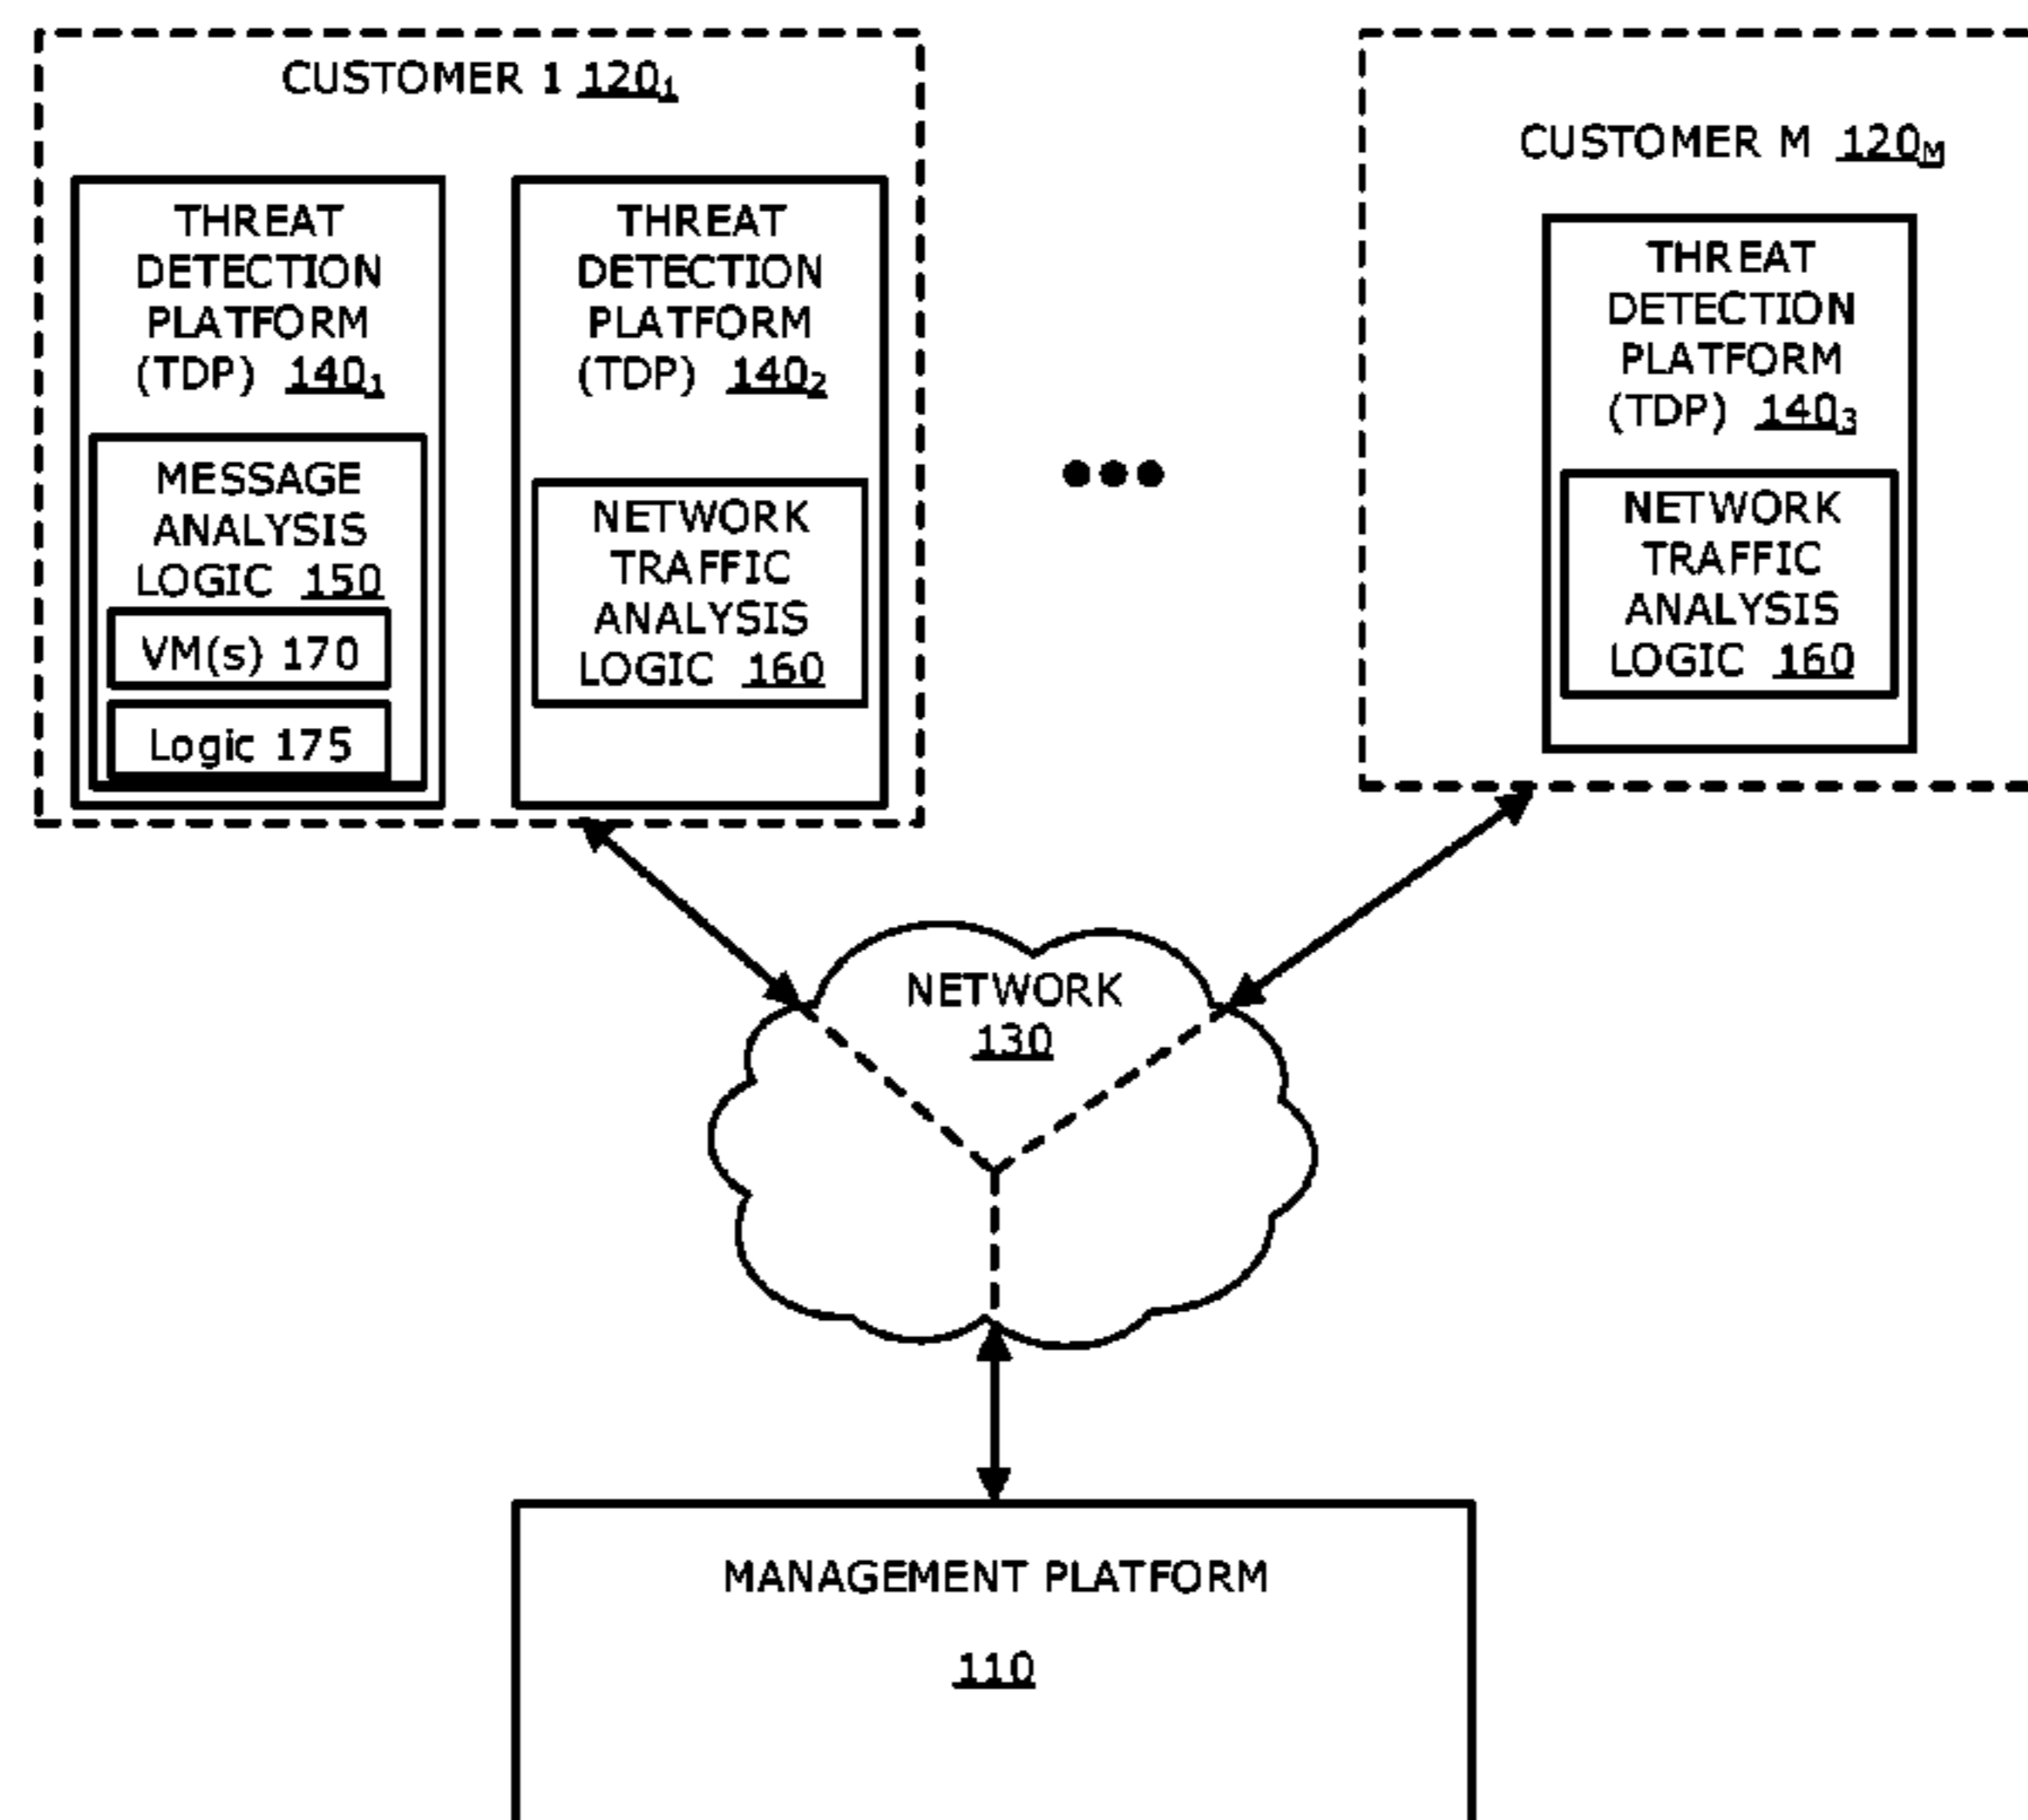 CUSTOMER 1 120₁
THREAT
DETECTION
PLATFORM
(TDP) 140₁
MESSAGE
ANALYSIS
LOGIC 150
VM(s) 170
Logic 175
THREAT
DETECTION
PLATFORM
(TDP) 140₂
NETWORK
TRAFFIC
ANALYSIS
LOGIC 160
CUSTOMER M 120M
THREAT
DETECTION
PLATFORM
(TDP) 140₃
NETWORK
TRAFFIC
ANALYSIS
LOGIC 160
NETWORK
130
MANAGEMENT PLATFORM
110